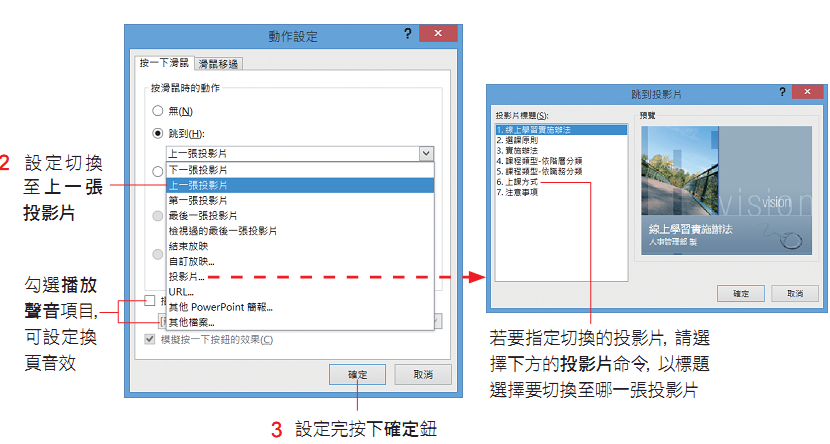 動作設定
?
×
按一下滑鼠
滑鼠移過
按滑鼠時的動作
無(N)
跳到(H):
上一張投影片
下一張投影片
上一張投影片
第一張投影片
最後一張投影片
檢視過的最後一張投影片
結束放映
自訂放映...
投影片...
URL...
其他 PowerPoint 簡報...
其他檔案...
模擬按一下按鈕的效果(C)
確定
取消
2 設定切換
至上一張
投影片
勾選播放
聲音項目,
可設定換
頁音效
3 設定完按下確定鈕
跳到投影片
?
×
投影片標題(S):
1. 線上學習實施辦法
2. 選課原則
3. 實施辦法
4. 課程類型-依階層分類
5. 課程類型-依職務分類
6. 上課方式
7. 注意事項
預覽
vision
vision
線上學習實施辦法
人事管理部 製
確定
取消
若要指定切換的投影片, 請選
擇下方的投影片命令, 以標題
選擇要切換至哪一張投影片